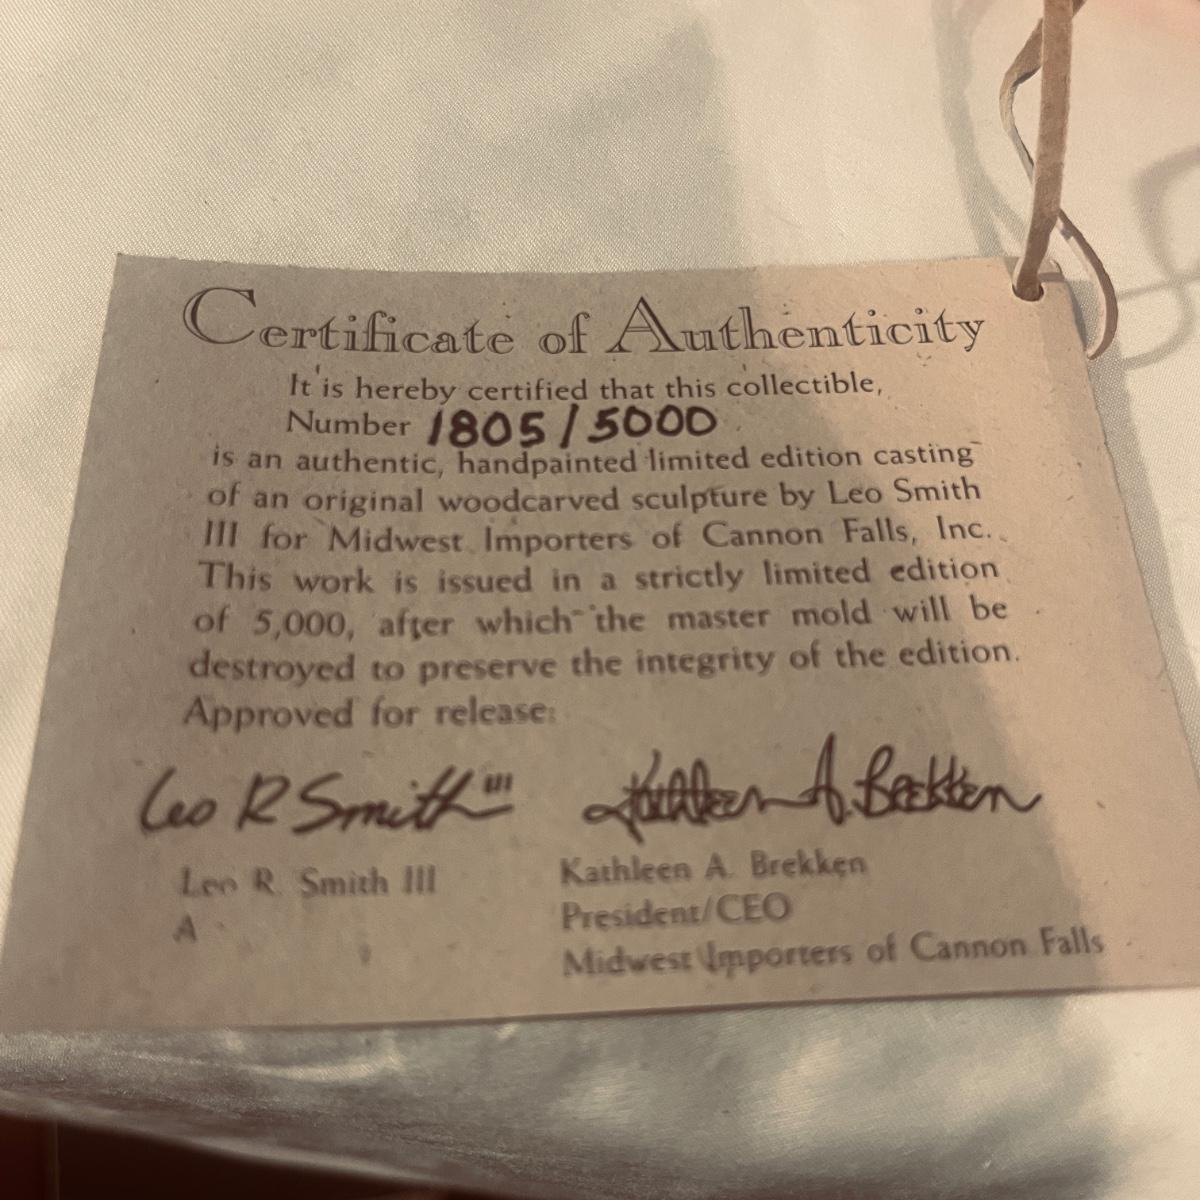 Certificate of Authenticity
It is hereby certified that this collectible,
Number 1805/5000
is an authentic, handpainted limited edition casting
of an original woodcarved sculpture by Leo Smith
III for Midwest Importers of Cannon Falls, Inc.
This work is issued in a strictly limited edition
of 5,000, after which the master mold will be
destroyed to preserve the integrity of the edition.
Approved for release:
Leo R Smith III
Kathleen A. Brekken
Leo R. Smith III
A
Kathleen A. Brekken
President/CEO
Midwest Importers of Cannon Falls